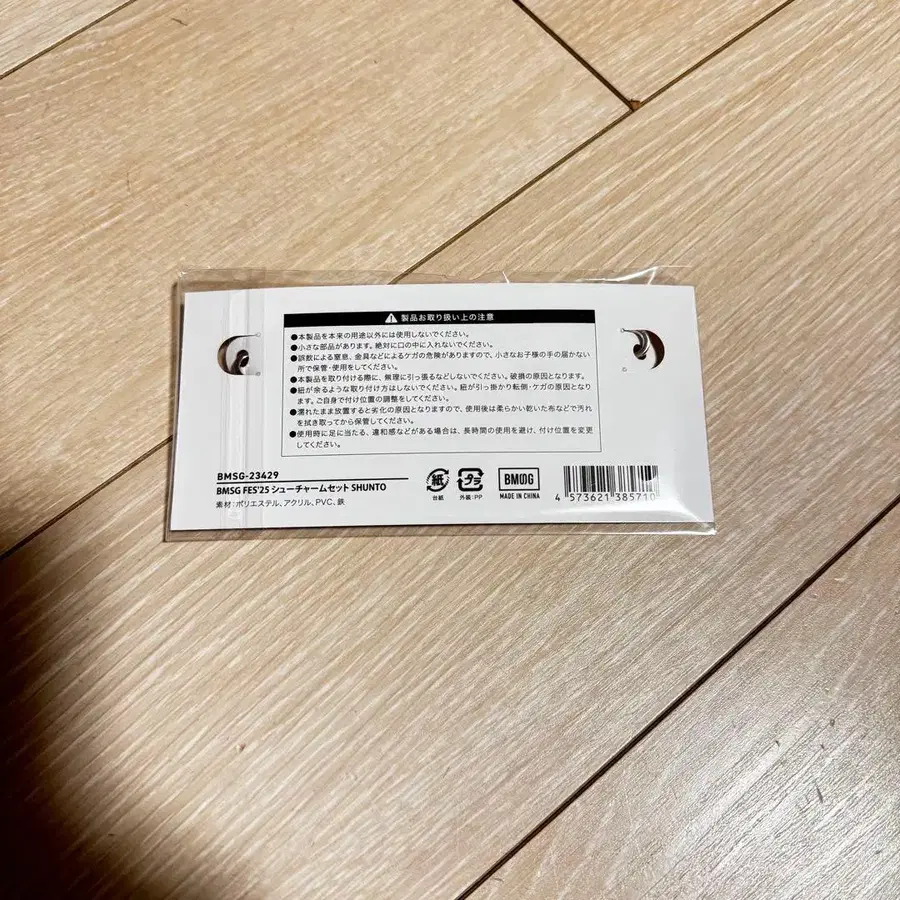 ⚠ 製品お取り扱い上の注意
●本製品を本来の用途以外には使用しないでください。
●小さな部品があります。絶対に口の中に入れないでください。
●誤飲による窒息、金具などによるケガの危険がありますので、小さなお子様の手の届かない
所で保管・使用をしてください。
●本製品を取り付ける際に、無理に引っ張るなどしないでください。破損の原因となります。
●紐が余るような取り付け方はしないでください。紐が引っ掛かり転倒・ケガの原因となり
ます。ご自身で付け位置の調整をしてください。
●濡れたまま放置すると劣化の原因となりますので、使用後は柔らかい乾いた布などで汚れ
を拭き取ってから保管してください。
●使用時に足に当たる、違和感などがある場合は、長時間の使用を避け、付け位置を変更
してください。
BMSG-23429
BMSG FES'25 シューチャームセット SHUNTO
素材:ポリエステル、アクリル、PVC、鉄
紙
台紙
プラ
外装:PP
BMSG
MADE IN CHINA
4 573621 385710